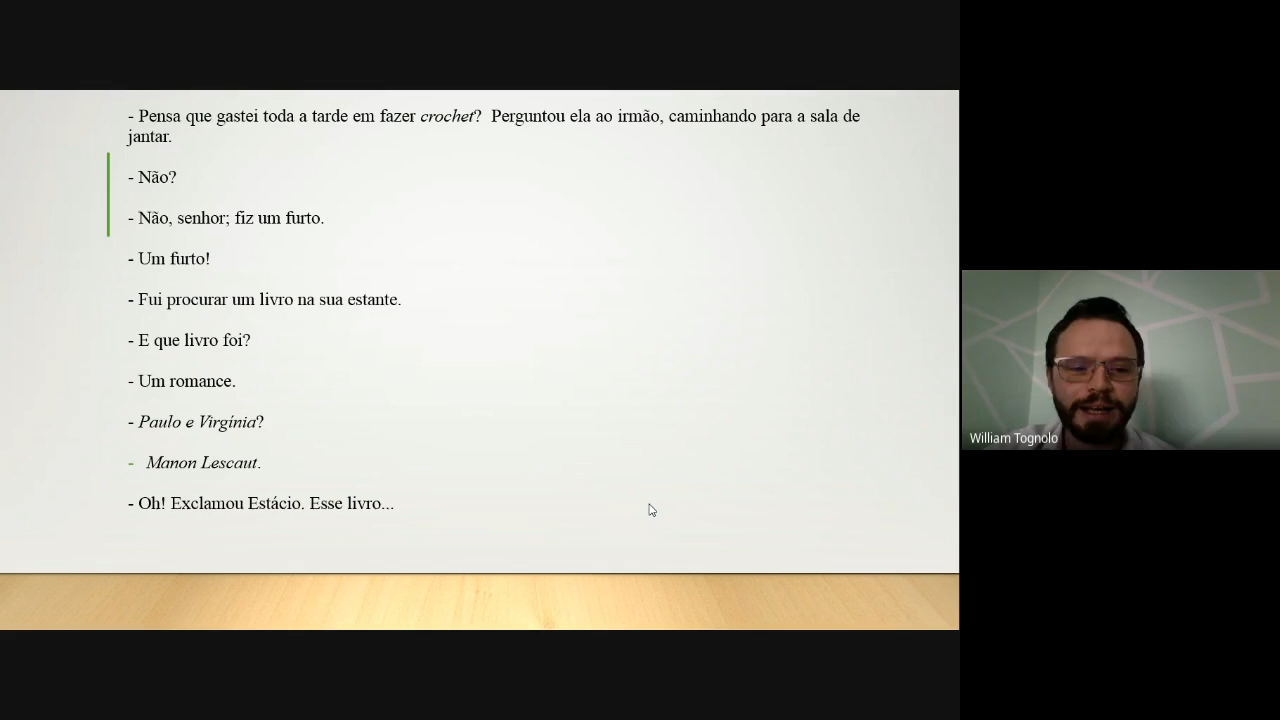 - Pensa que gastei toda a tarde em fazer crochet?  Perguntou ela ao irmão, caminhando para a sala de
jantar.
- Não?
- Não, senhor; fiz um furto.
- Um furto!
- Fui procurar um livro na sua estante.
- E que livro foi?
- Um romance.
- Paulo e Virgínia?
- Manon Lescaut.
- Oh! Exclamou Estácio. Esse livro...
William Tognolo